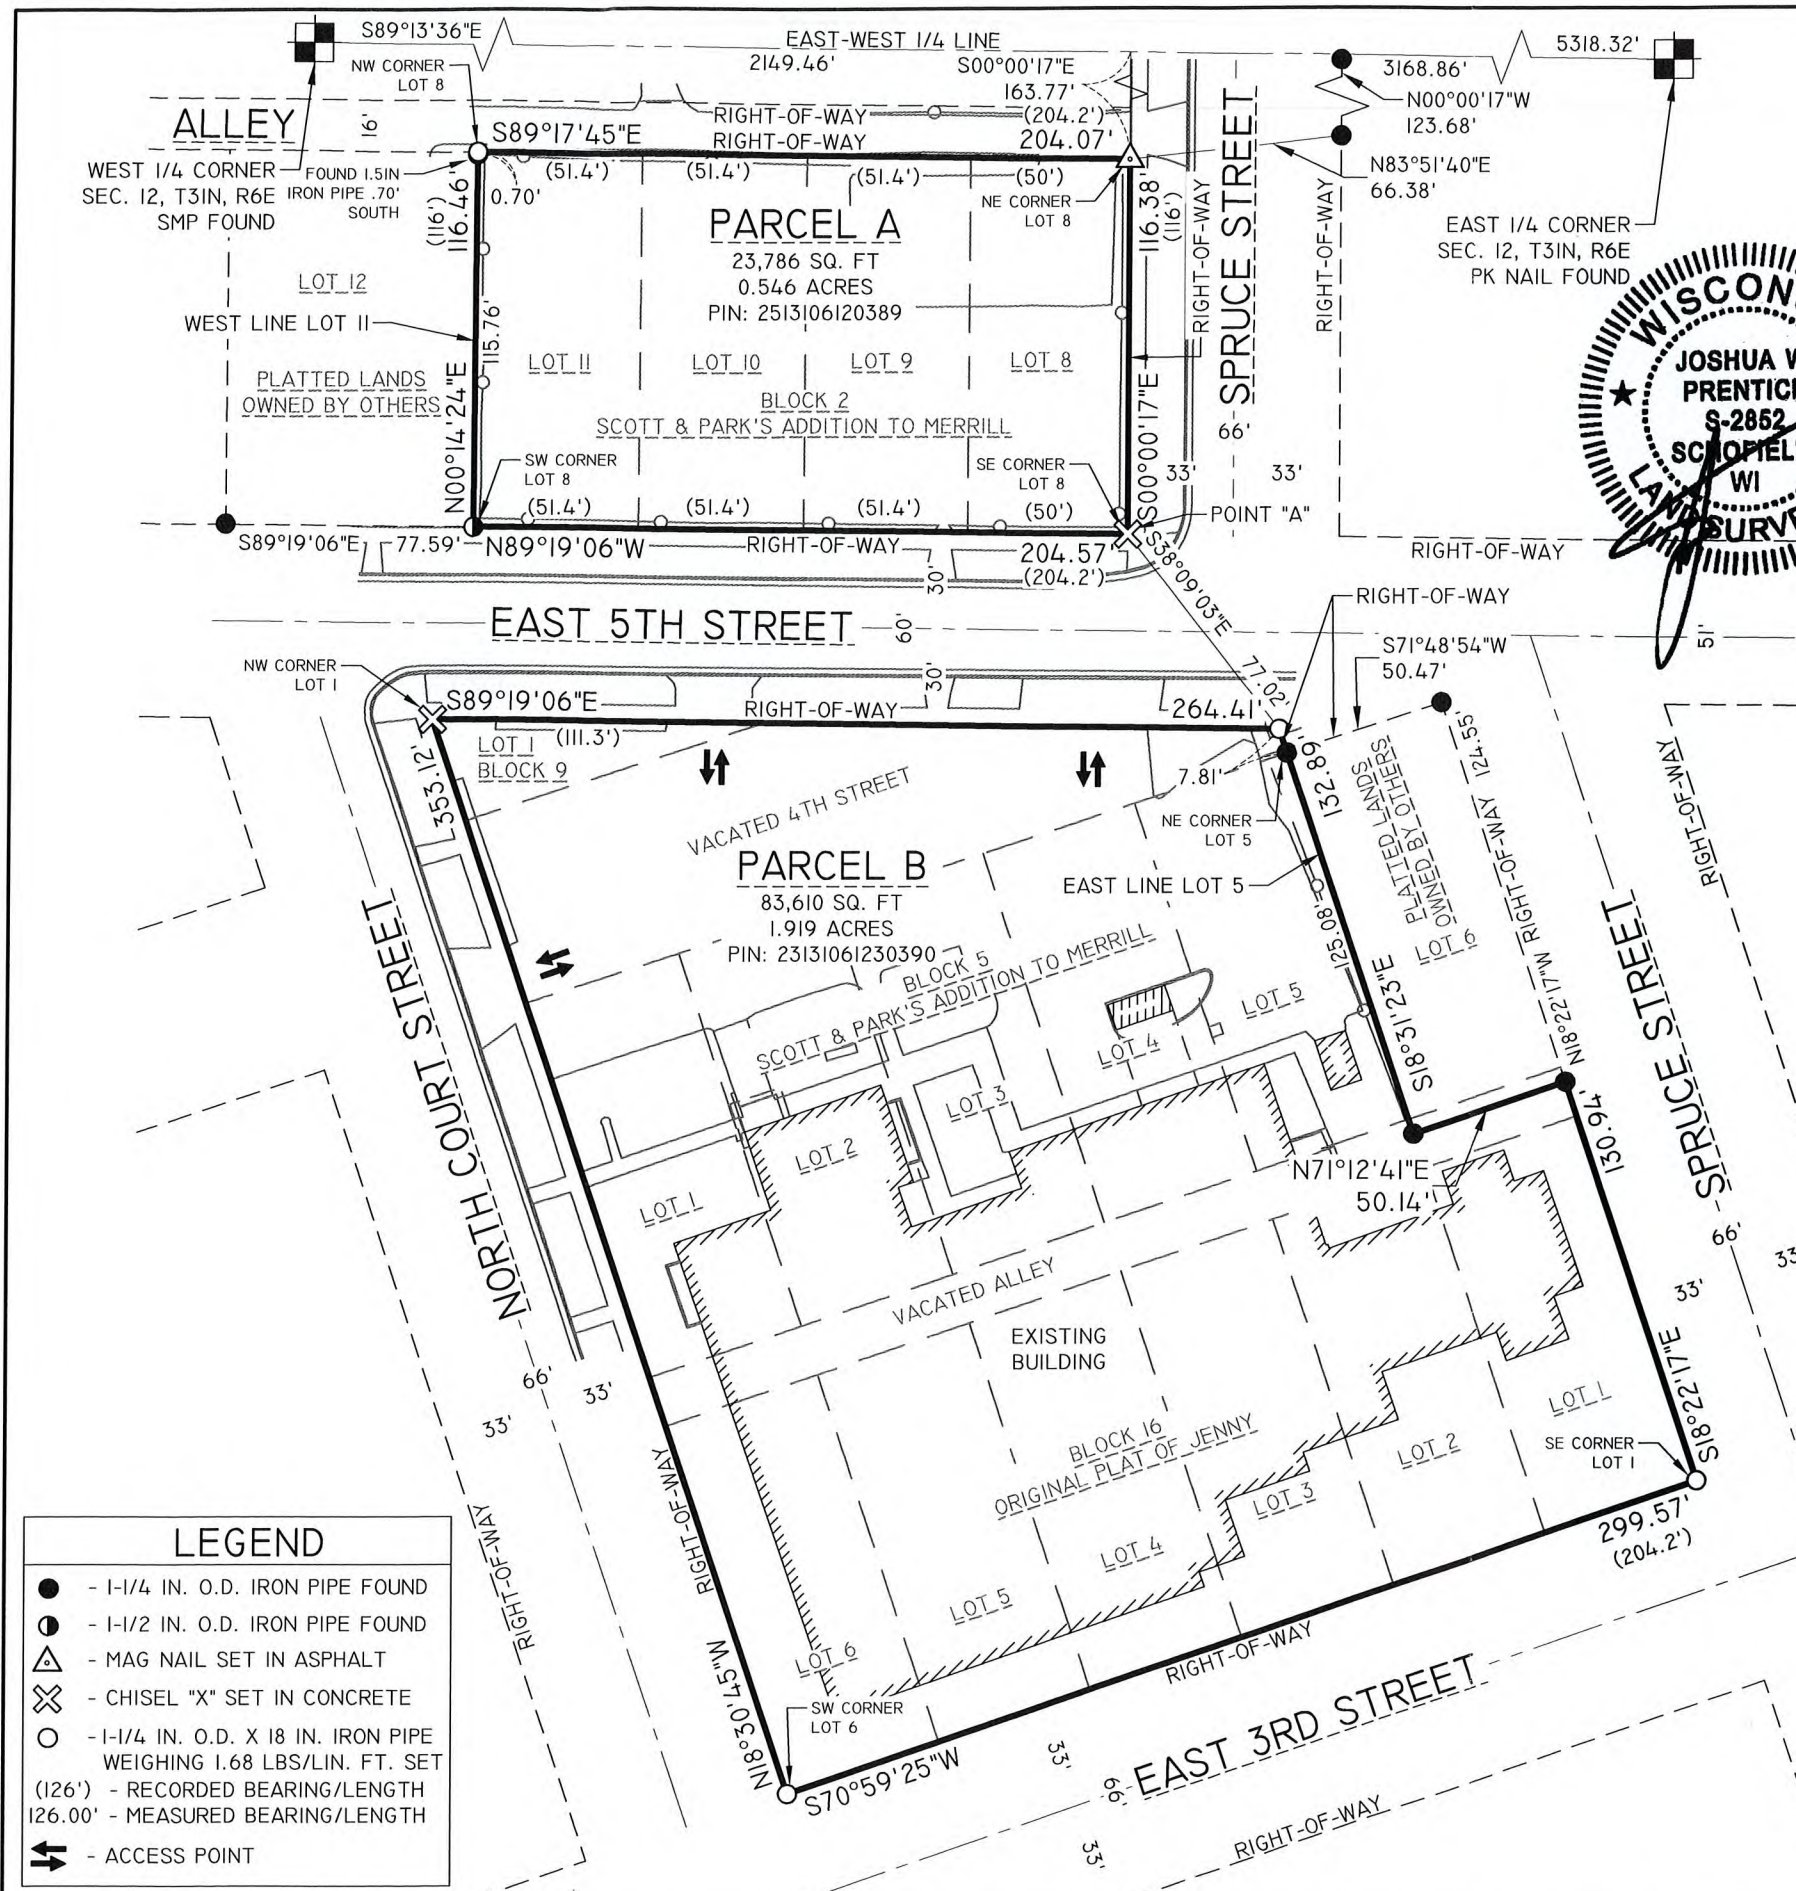 S89°13'36"E
EAST-WEST 1/4 LINE
2149.46'
5318.32'
3168.86'
S00°00'17"E
163.77'
(204.2')
N00°00'17"W
123.68'
N83°51'40"E
66.38'
NW CORNER
LOT 8
ALLEY
16'
RIGHT-OF-WAY
RIGHT-OF-WAY
S89°17'45"E
204.07'
WEST 1/4 CORNER
SEC. 12, T31N, R6E
SMP FOUND
FOUND 1.5IN
IRON PIPE .70'
SOUTH
0.70'
(51.4')
(51.4')
(51.4')
(50')
NE CORNER
LOT 8
EAST 1/4 CORNER
SEC. 12, T31N, R6E
PK NAIL FOUND
(116')
116.46'
115.76'
N00°14'24"E
PARCEL A
23,786 SQ. FT
0.546 ACRES
PIN: 2513106120389
116.38'
(116')
S00°00'17"E
RIGHT-OF-WAY
SPRUCE STREET
RIGHT-OF-WAY
66'
33'
33'
LOT 12
WEST LINE LOT 11
PLATTED LANDS
OWNED BY OTHERS
LOT 11
LOT 10
LOT 9
LOT 8
BLOCK 2
SCOTT & PARK'S ADDITION TO MERRILL
SW CORNER
LOT 8
SE CORNER
LOT 8
(51.4')
(51.4')
(51.4')
(50')
POINT "A"
S89°19'06"E
77.59'
N89°19'06"W
RIGHT-OF-WAY
204.57'
(204.2')
RIGHT-OF-WAY
JOSHUA W
PRENTIC
S-2852
SCHOFIEL
WI
LAND SURVE
30'
EAST 5TH STREET
60'
30'
51'
S38°09'03"E
77.02'
RIGHT-OF-WAY
S71°48'54"W
50.47'
NW CORNER
LOT 1
S89°19'06"E
RIGHT-OF-WAY
264.41'
(111.3')
LOT 1
BLOCK 9
353.12'
VACATED 4TH STREET
7.81'
NE CORNER
LOT 5
EAST LINE LOT 5
132.89'
125.08'
S18°31'23"E
PLATTED LANDS
OWNED BY OTHERS
LOT 6
124.55'
RIGHT-OF-WAY
N18°22'17"W RIGHT-OF-WAY
RIGHT-OF-WAY
PARCEL B
83,610 SQ. FT
1.919 ACRES
PIN: 23131061230390
BLOCK 5
SCOTT & PARK'S ADDITION TO MERRILL
LOT 5
LOT 4
LOT 3
LOT 2
LOT 1
NORTH COURT STREET
66'
33'
33'
N71°12'41"E
50.14'
130.94'
SPRUCE STREET
66'
33'
33
S18°22'17"E
VACATED ALLEY
EXISTING
BUILDING
BLOCK 16
ORIGINAL PLAT OF JENNY
LOT 1
LOT 2
LOT 3
LOT 4
LOT 5
LOT 6
SE CORNER
LOT 1
299.57'
(204.2')
RIGHT-OF-WAY
RIGHT-OF-WAY
N18°30'45"W
SW CORNER
LOT 6
S70°59'25"W
RIGHT-OF-WAY
33'
66'
33'
EAST 3RD STREET
RIGHT-OF-WAY
LEGEND
- 1-1/4 IN. O.D. IRON PIPE FOUND
- 1-1/2 IN. O.D. IRON PIPE FOUND
- MAG NAIL SET IN ASPHALT
- CHISEL "X" SET IN CONCRETE
- 1-1/4 IN. O.D. X 18 IN. IRON PIPE
WEIGHING 1.68 LBS/LIN. FT. SET
(126') - RECORDED BEARING/LENGTH
126.00' - MEASURED BEARING/LENGTH
- ACCESS POINT